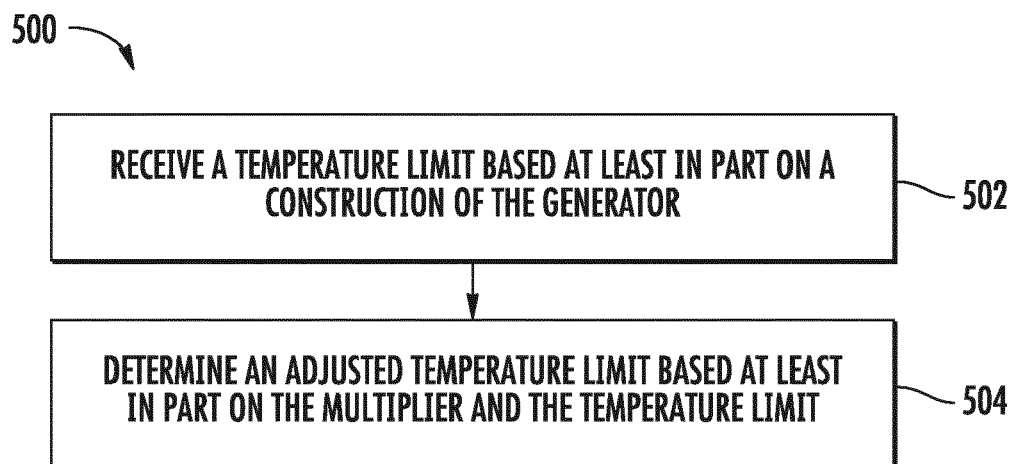 500
RECEIVE A TEMPERATURE LIMIT BASED AT LEAST IN PART ON A
CONSTRUCTION OF THE GENERATOR
502
DETERMINE AN ADJUSTED TEMPERATURE LIMIT BASED AT LEAST
IN PART ON THE MULTIPLIER AND THE TEMPERATURE LIMIT
504